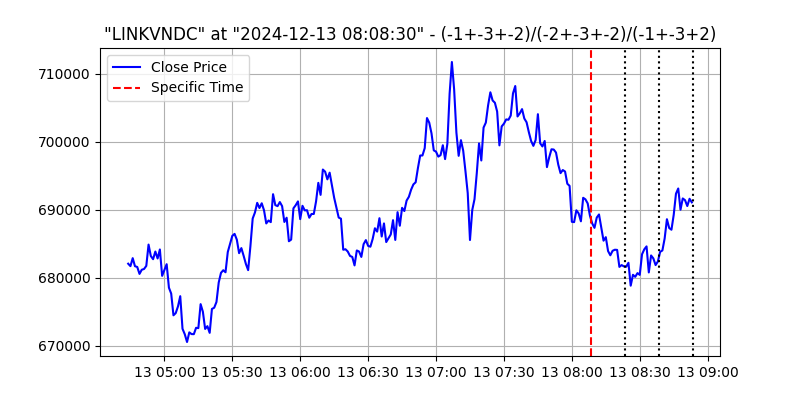 "LINKVNDC" at "2024-12-13 08:08:30" - (-1+-3+-2)/(-2+-3+-2)/(-1+-3+2)
Close Price
Specific Time
710000
700000
690000
680000
670000
13 05:00 13 05:30 13 06:00 13 06:30 13 07:00 13 07:30 13 08:00 13 08:30 13 09:00